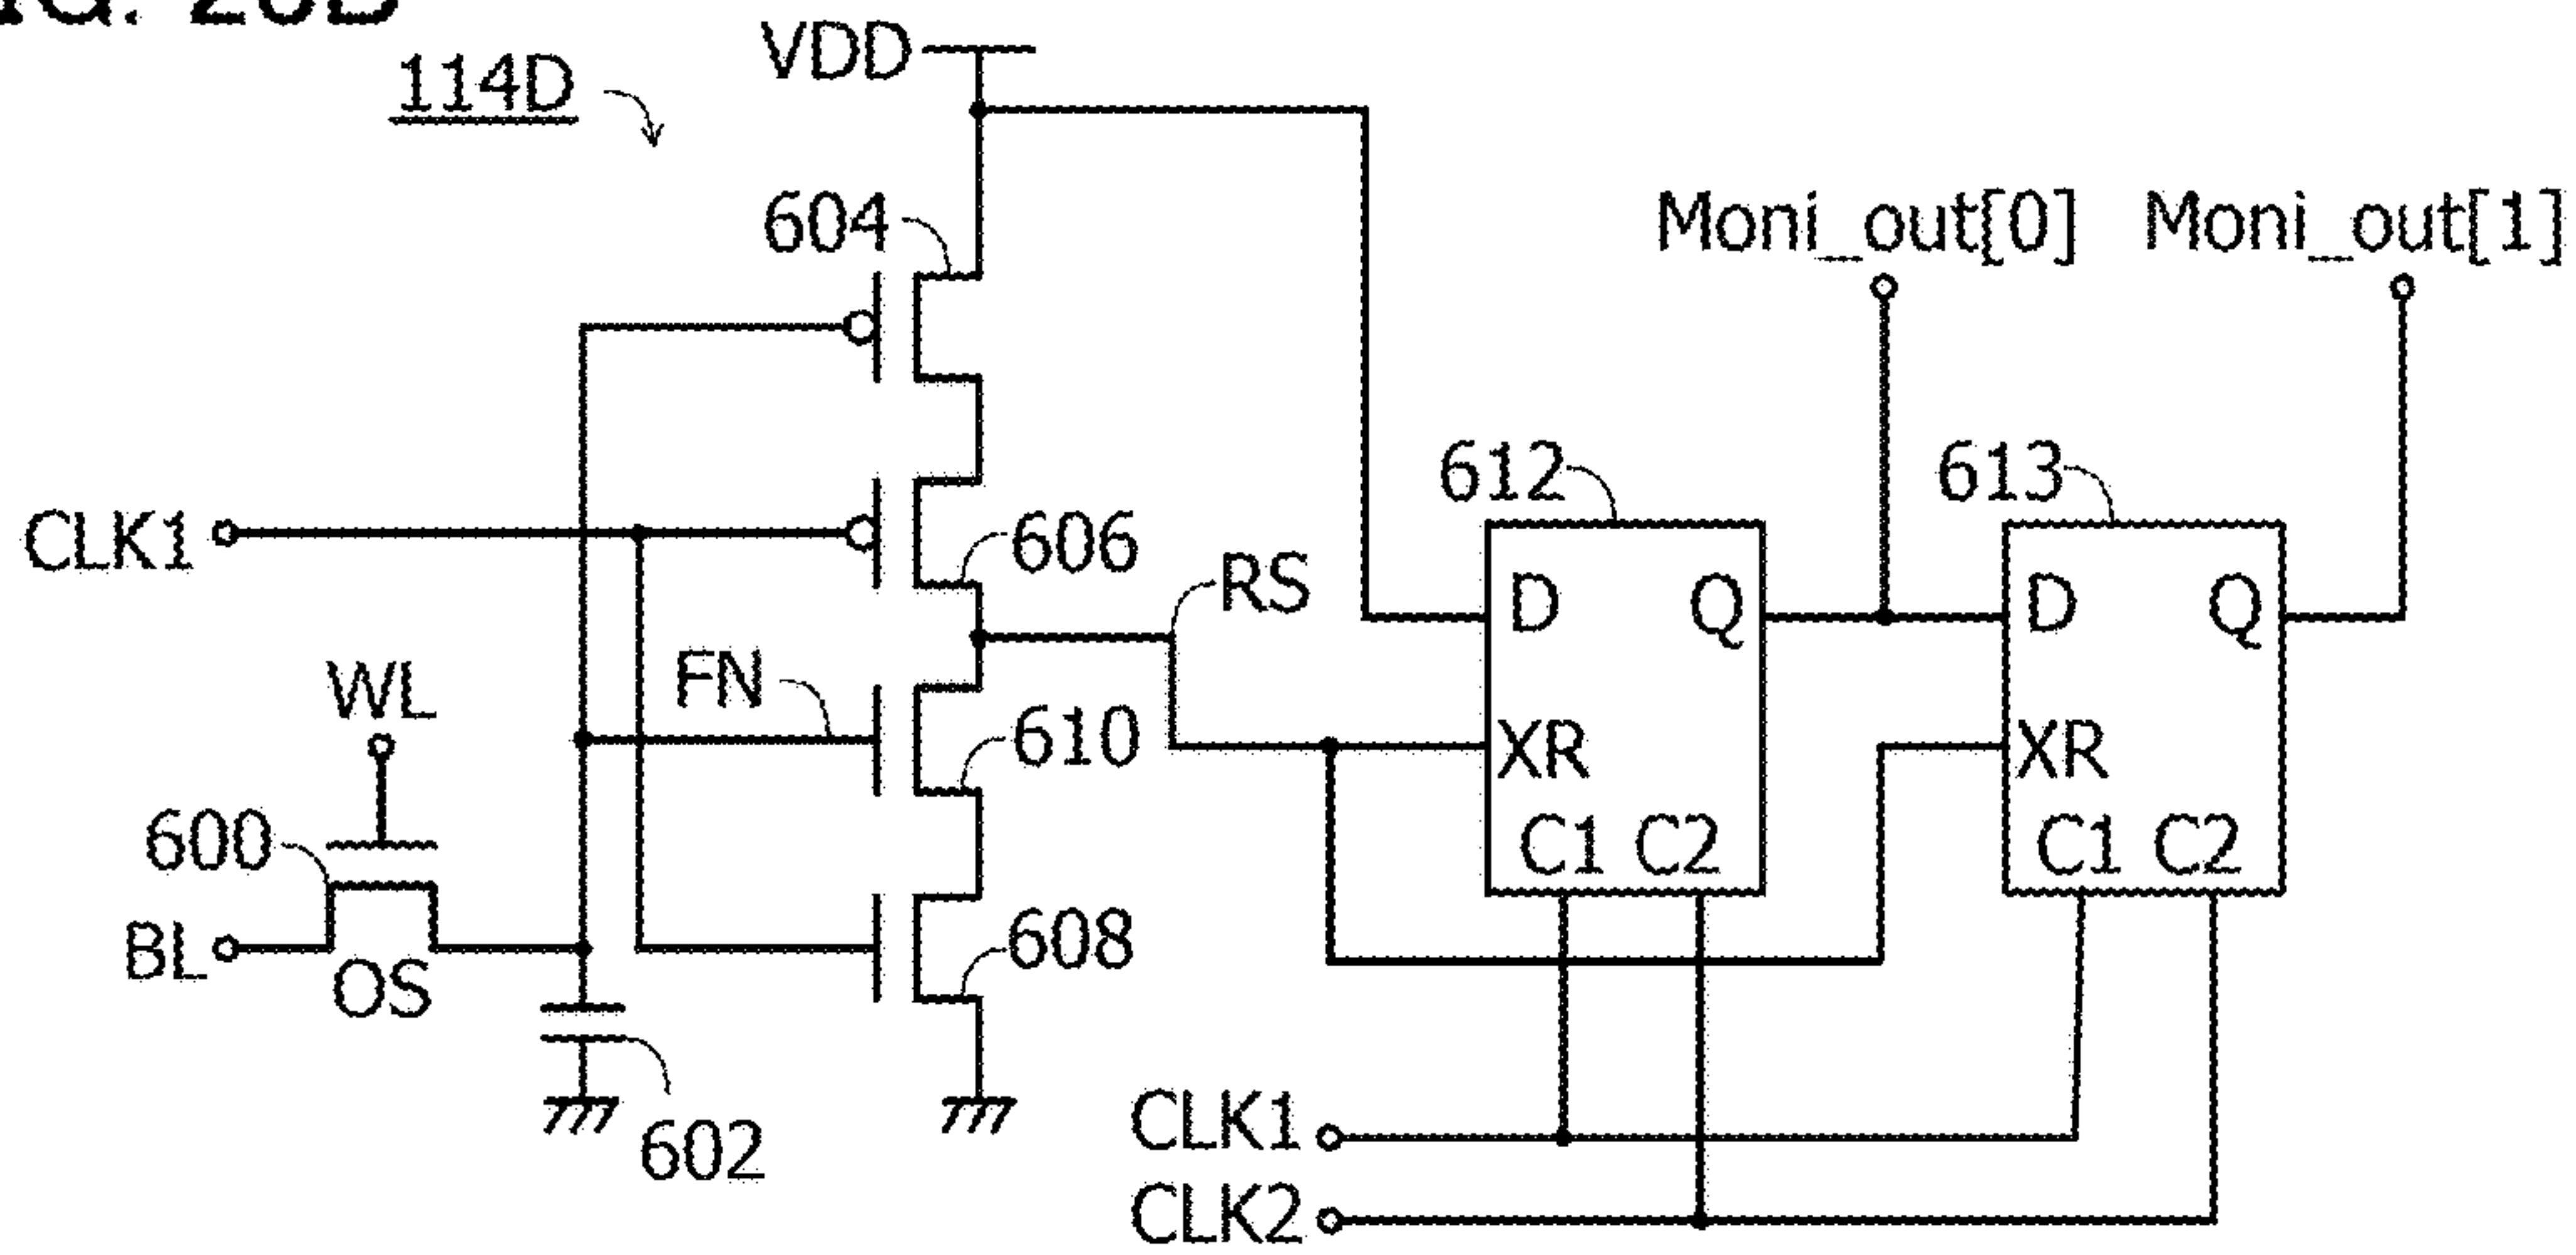 114D
VDD
604
Moni_out[0]
Moni_out[1]
612
613
CLK1
606
RS
D
Q
D
Q
WL
FN
610
XR
XR
600
C1
C2
C1
C2
BL
OS
608
602
CLK1
CLK2